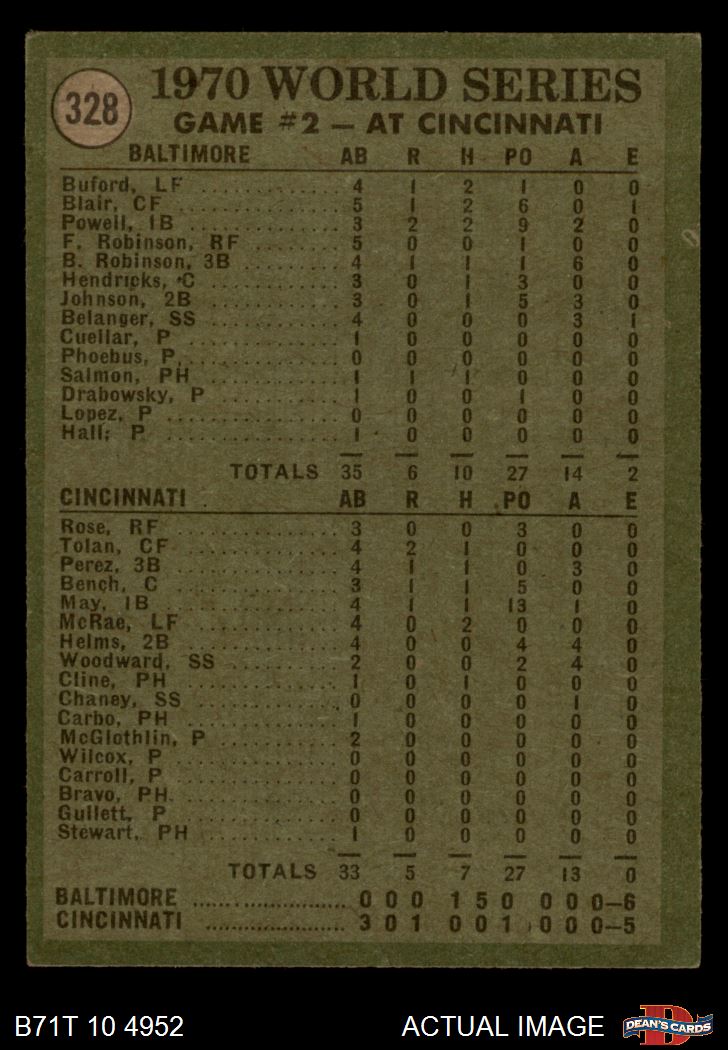 328
1970 WORLD SERIES
GAME #2 — AT CINCINNATI
BALTIMORE AB R H PO A E
Buford, LF .......... 4 1 2 1 0 0
Blair, CF .......... 5 1 2 6 0 1
Powell, 1B .......... 3 2 2 9 2 0
F. Robinson, RF .......... 5 0 0 1 0 0
B. Robinson, 3B .......... 4 1 1 1 6 0
Hendricks, C .......... 3 0 1 3 0 0
Johnson, 2B .......... 3 0 1 5 3 0
Belanger, SS .......... 4 0 0 0 3 1
Cuellar, P .......... 1 0 0 0 0 0
Phoebus, P .......... 0 0 0 0 0 0
Salmon, PH .......... 1 1 1 0 0 0
Drabowsky, P .......... 1 0 0 1 0 0
Lopez, P .......... 0 0 0 0 0 0
Hall, P .......... 1 0 0 0 0 0
TOTALS 35 6 10 27 14 2
CINCINNATI AB R H PO A E
Rose, RF .......... 3 0 0 3 0 0
Tolan, CF .......... 4 2 1 0 0 0
Perez, 3B .......... 4 1 1 0 3 0
Bench, C .......... 3 1 1 5 0 0
May, 1B .......... 4 1 1 13 1 0
McRae, LF .......... 4 0 2 0 0 0
Helms, 2B .......... 4 0 0 4 4 0
Woodward, SS .......... 2 0 0 2 4 0
Cline, PH .......... 1 0 1 0 0 0
Chaney, SS .......... 0 0 0 0 1 0
Carbo, PH .......... 1 0 0 0 0 0
McGlothlin, P .......... 2 0 0 0 0 0
Wilcox, P .......... 0 0 0 0 0 0
Carroll, P .......... 0 0 0 0 0 0
Bravo, PH .......... 0 0 0 0 0 0
Gullett, P .......... 0 0 0 0 0 0
Stewart, PH .......... 1 0 0 0 0 0
TOTALS 33 5 7 27 13 0
BALTIMORE .......... 0 0 0 1 5 0 0 0 0—6
CINCINNATI .......... 3 0 1 0 0 1 0 0 0—5
B71T 10 4952 ACTUAL IMAGE D DEAN'S CARDS